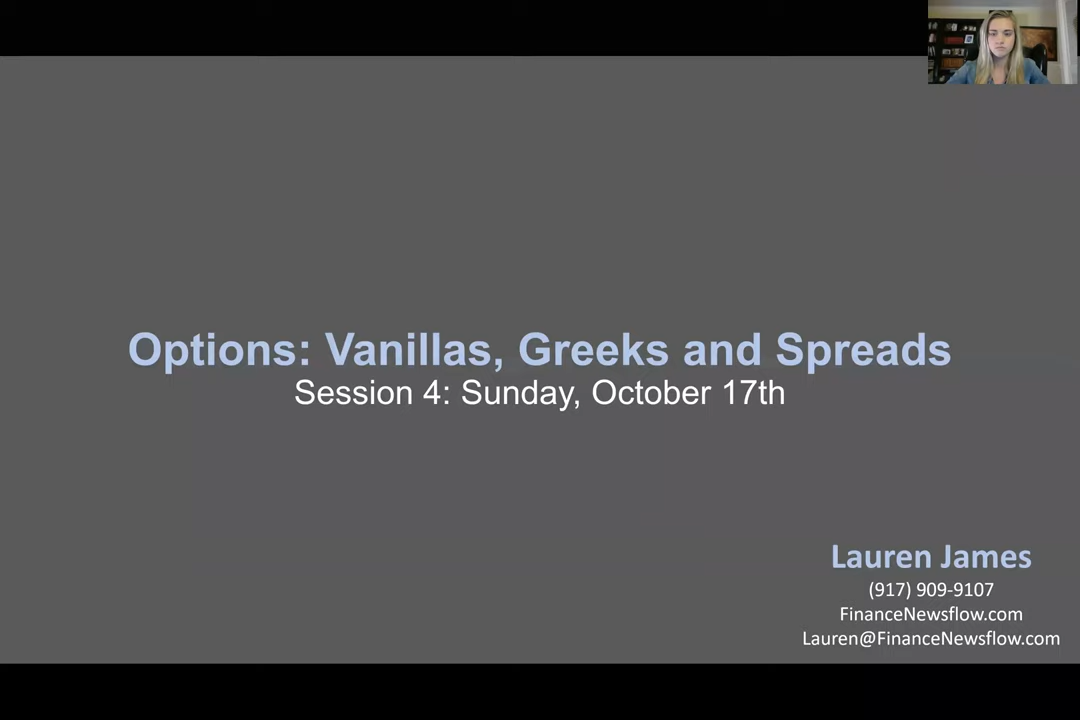 Options: Vanillas, Greeks and Spreads
Session 4: Sunday, October 17th
Lauren James
(917) 909-9107
FinanceNewsflow.com
Lauren@FinanceNewsflow.com